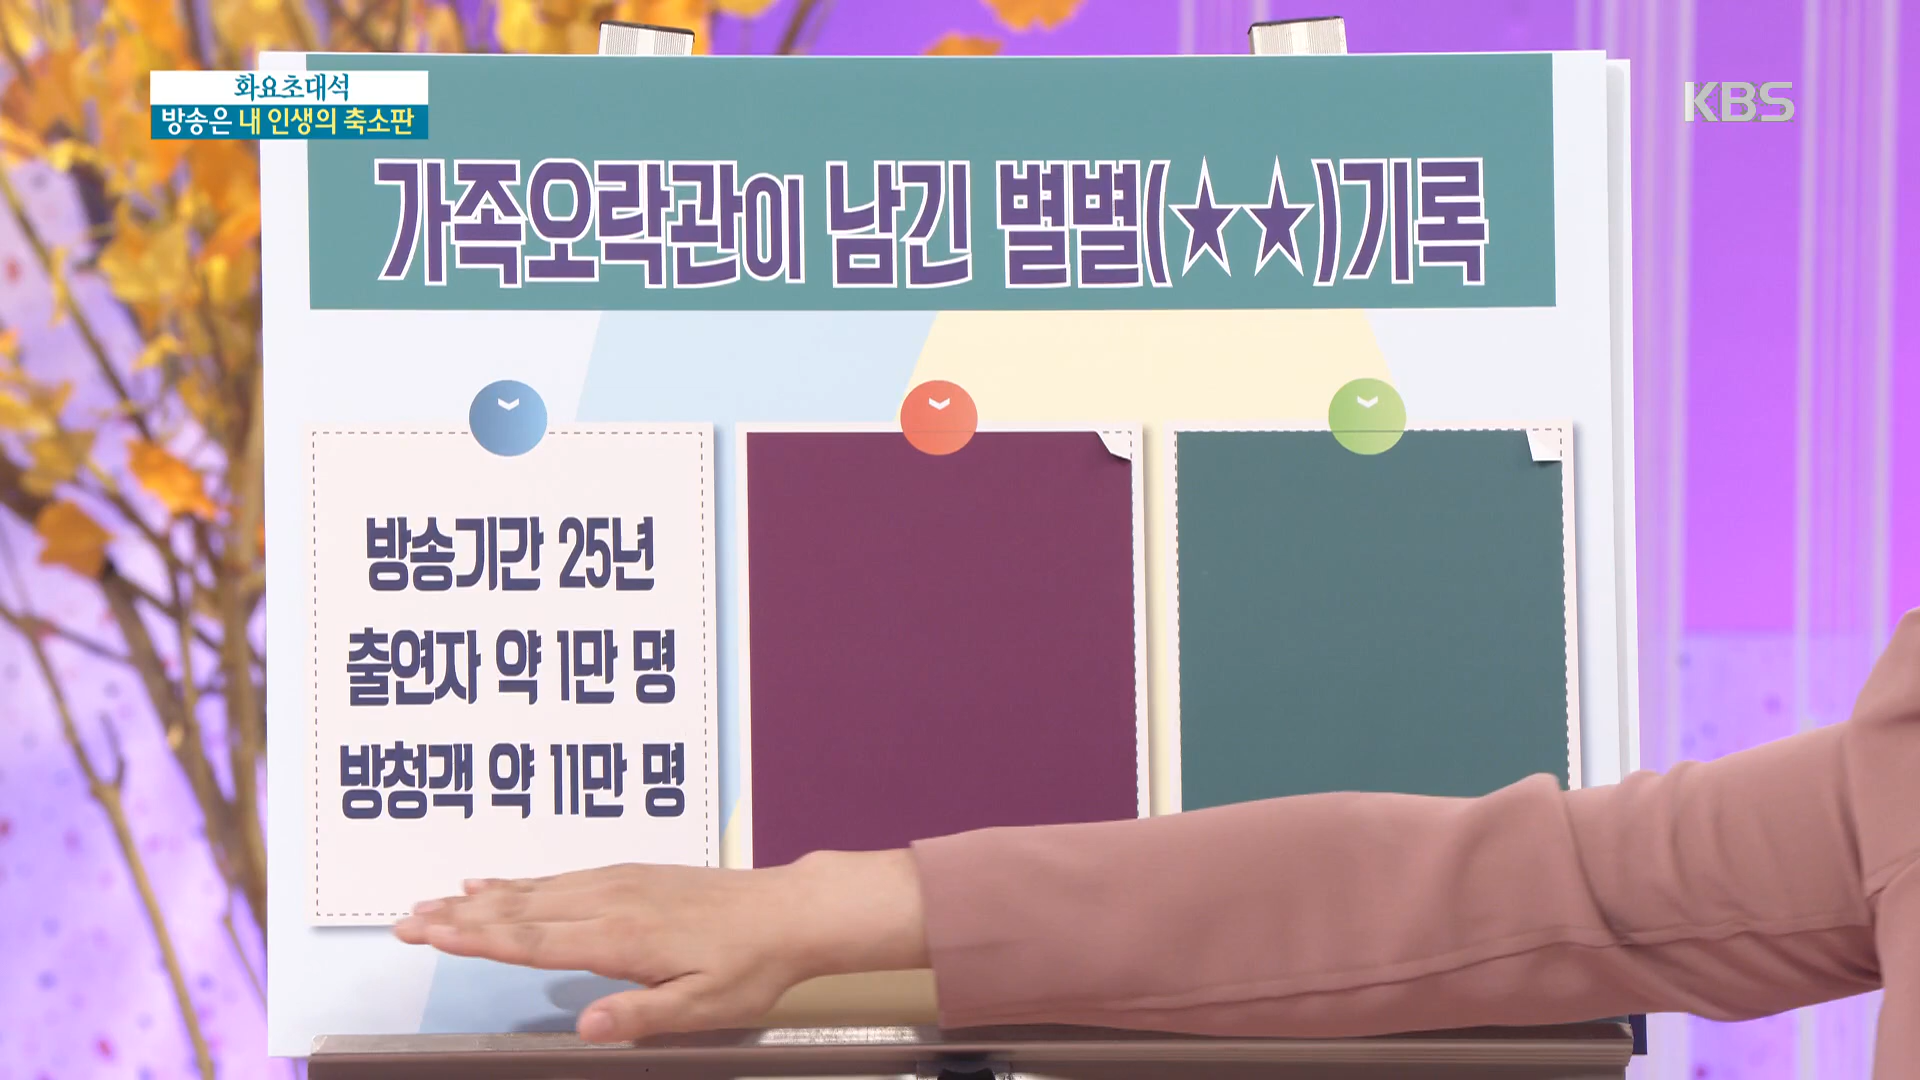 화요초대석
방송은 내 인생의 축소판
KBS
가족오락관이 남긴 별별(★★)기록
방송기간 25년
출연자 약 1만 명
방청객 약 11만 명